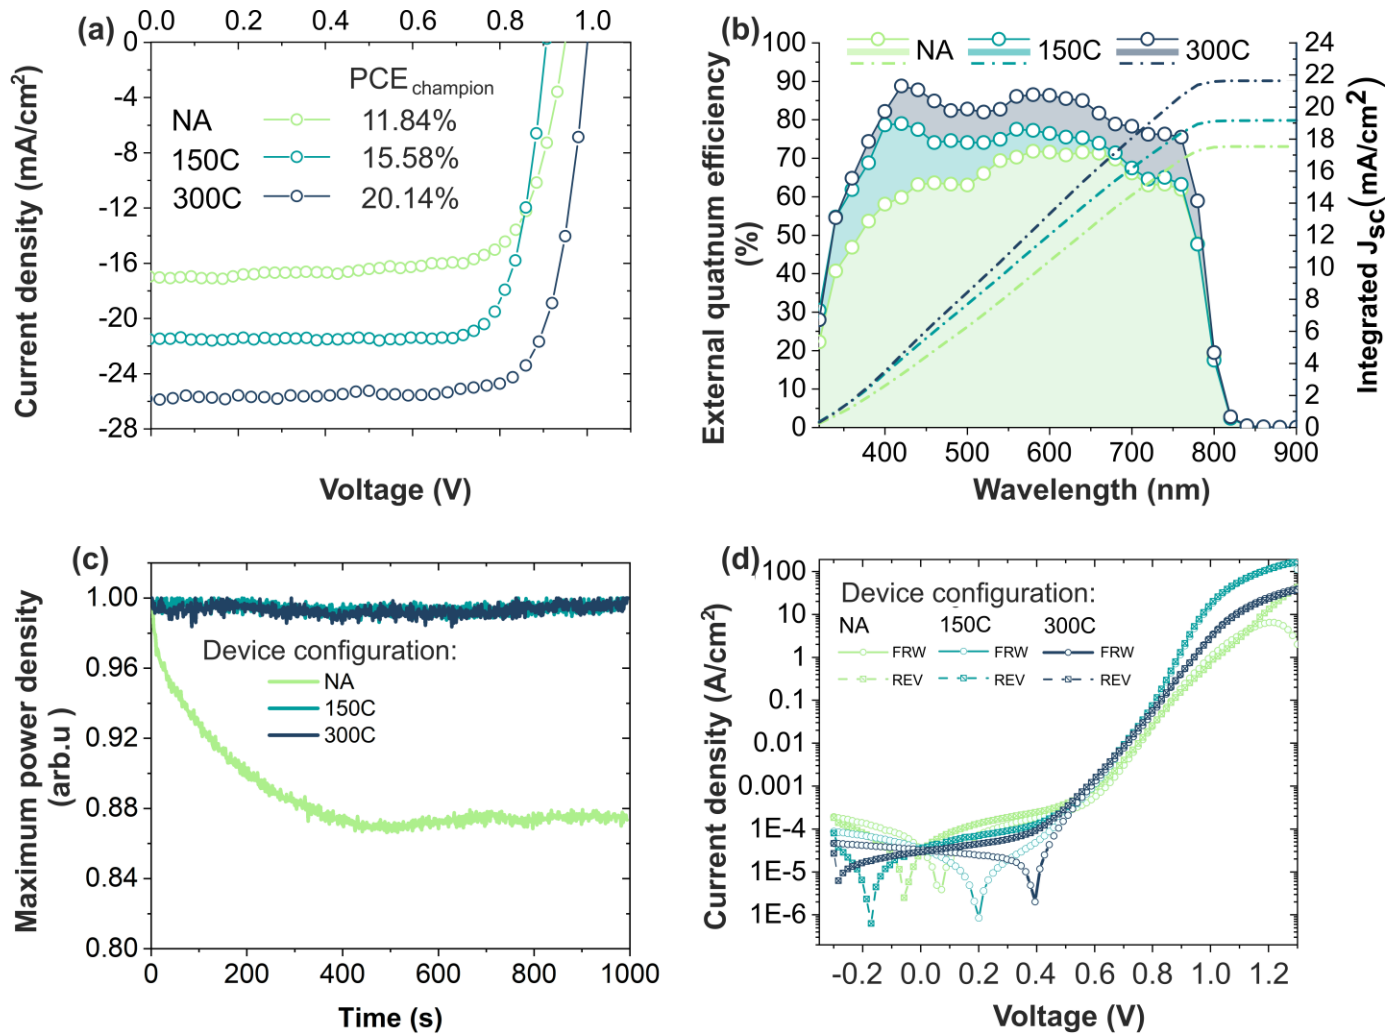 (a)
0.0 0.2 0.4 0.6 0.8 1.0
0
-4
-8
-12
-16
-20
-24
-28
Current density (mA/cm2)
PCE champion
NA 11.84%
150C 15.58%
300C 20.14%
Voltage (V)
(b)
NA 150C 300C
100
90
80
70
60
50
40
30
20
10
0
External quatnum efficiency
(%)
24
22
20
18
16
14
12
10
8
6
4
2
0
Integrated JSC(mA/cm2)
400 500 600 700 800 900
Wavelength (nm)
(c)
1.00
0.96
0.92
0.88
0.84
0.80
Maximum power density
(arb.u )
Device configuration:
NA
150C
300C
0 200 400 600 800 1000
Time (s)
(d)
100
10
1
0.1
0.01
0.001
1E-4
1E-5
1E-6
Current density (A/cm2)
Device configuration:
NA 150C 300C
FRW FRW FRW
REV REV REV
-0.2 0.0 0.2 0.4 0.6 0.8 1.0 1.2
Voltage (V)